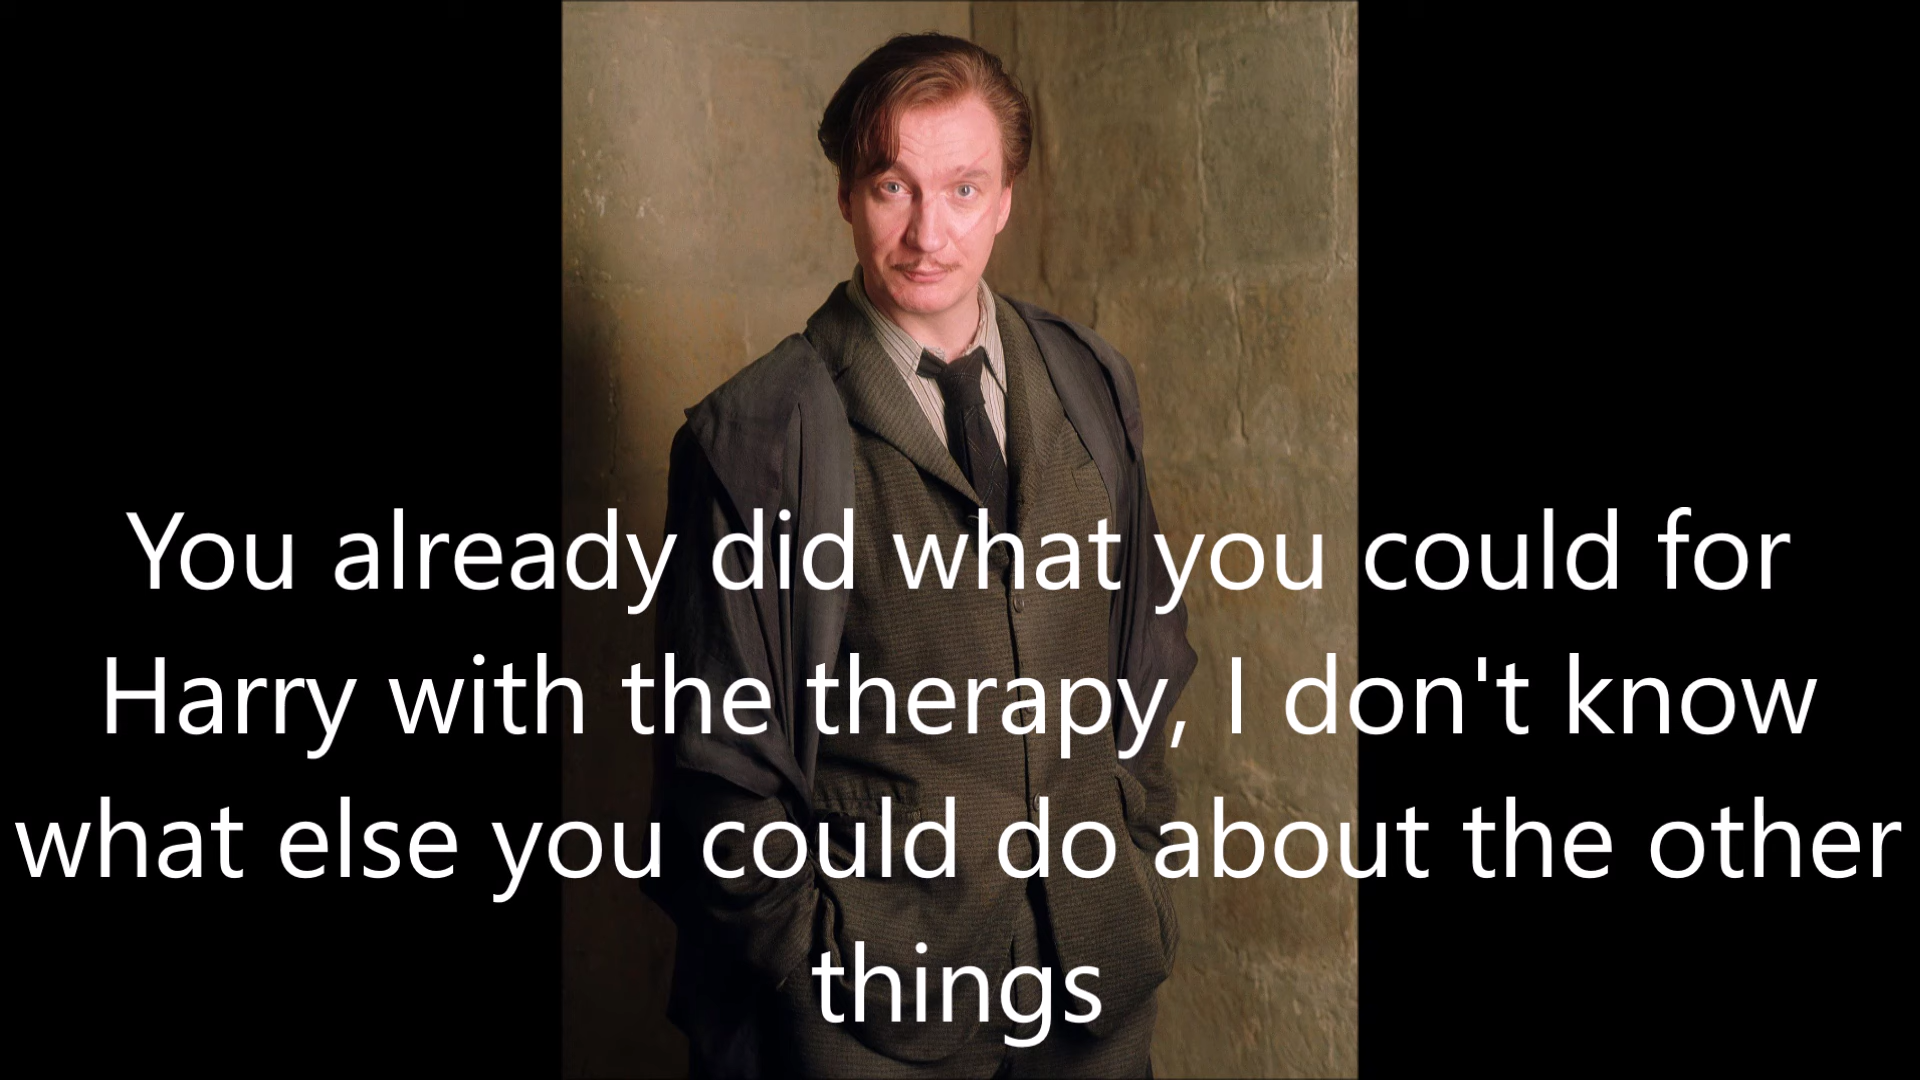 You already did what you could for
Harry with the therapy, I don't know
what else you could do about the other
things